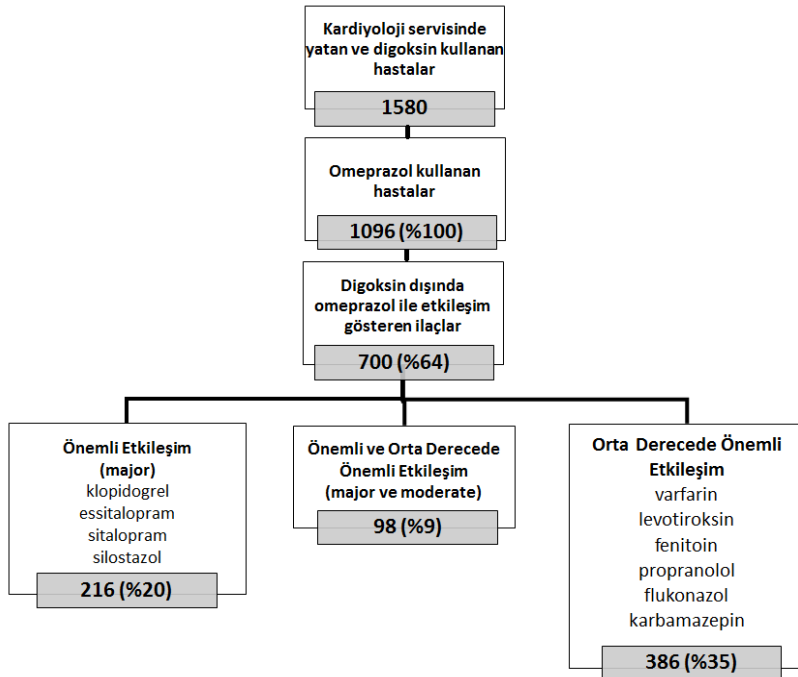 Kardiyoloji servisinde
yatan ve digoksin kullanan
hastalar
1580
Omeprazol kullanan
hastalar
1096 (%100)
Digoksin dışında
omeprazol ile etkileşim
gösteren ilaçlar
700 (%64)
Önemli Etkileşim
(major)
klopidogrel
essitalopram
sitalopram
silostazol
216 (%20)
Önemli ve Orta Derecede
Önemli Etkileşim
(major ve moderate)
98 (%9)
Orta Derecede Önemli
Etkileşim
varfarin
levotiroksin
fenitoin
propranolol
flukonazol
karbamazepin
386 (%35)